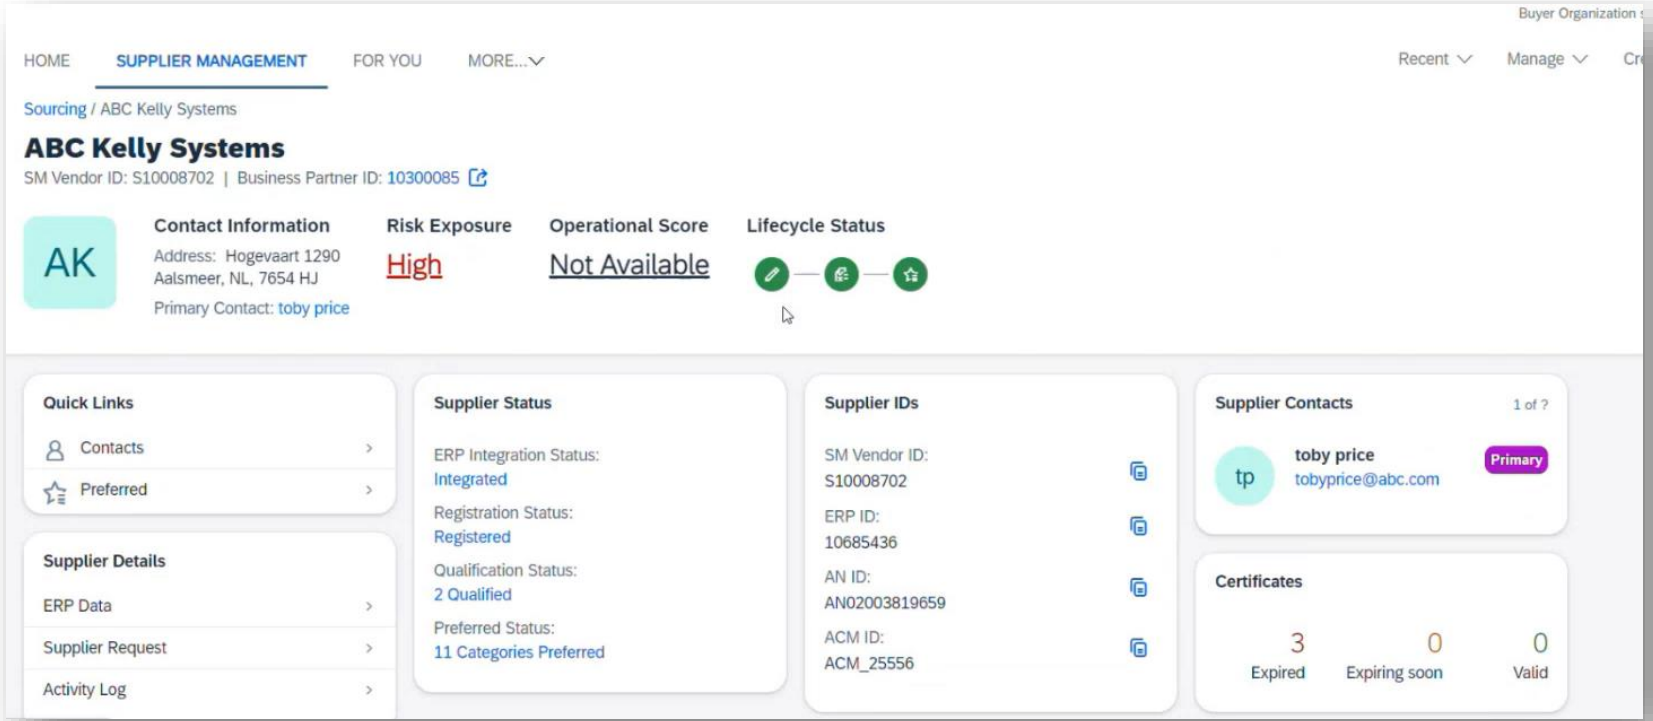 Buyer Organization
HOME
SUPPLIER MANAGEMENT
FOR YOU
MORE...
Recent
Manage
Sourcing / ABC Kelly Systems
ABC Kelly Systems
SM Vendor ID: S10008702 | Business Partner ID: 10300085
AK
Contact Information
Address: Hogevaart 1290
Aalsmeer, NL, 7654 HJ
Primary Contact: toby price
Risk Exposure
High
Operational Score
Not Available
Lifecycle Status
Quick Links
Contacts
Preferred
Supplier Details
ERP Data
Supplier Request
Activity Log
Supplier Status
ERP Integration Status:
Integrated
Registration Status:
Registered
Qualification Status:
2 Qualified
Preferred Status:
11 Categories Preferred
Supplier IDs
SM Vendor ID:
S10008702
ERP ID:
10685436
AN ID:
AN02003819659
ACM ID:
ACM_25556
Supplier Contacts
1 of ?
tp
toby price
Primary
tobyprice@abc.com
Certificates
3 0 0
Expired Expiring soon Valid